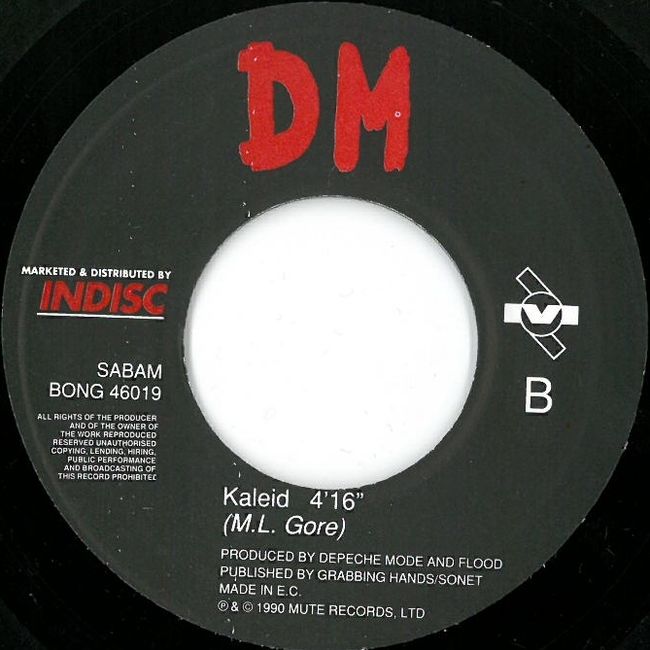 DM
MARKETED & DISTRIBUTED BY
INDISC
SABAM
BONG 46019
ALL RIGHTS OF THE PRODUCER
AND OF THE OWNER OF
THE WORK REPRODUCED
RESERVED UNAUTHORISED
COPYING, LENDING, HIRING,
PUBLIC PERFORMANCE
AND BROADCASTING OF
THIS RECORD PROHIBITED
B
Kaleid 4'16"
(M.L. Gore)
PRODUCED BY DEPECHE MODE AND FLOOD
PUBLISHED BY GRABBING HANDS/SONET
MADE IN E.C.
℗ & © 1990 MUTE RECORDS, LTD